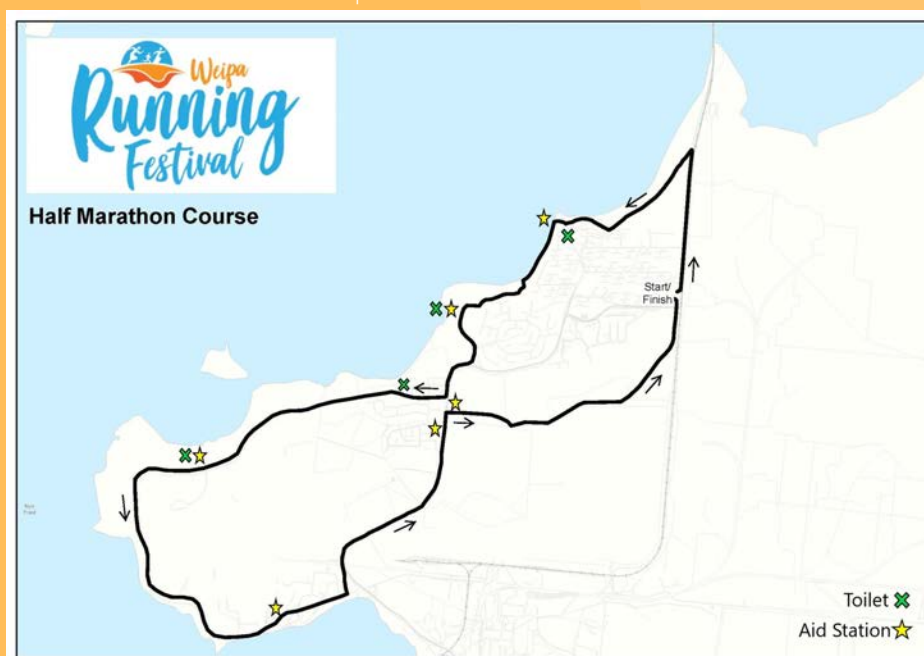 Weipa
Running
Festival
Half Marathon Course
Start/
Finish
Toilet
Aid Station